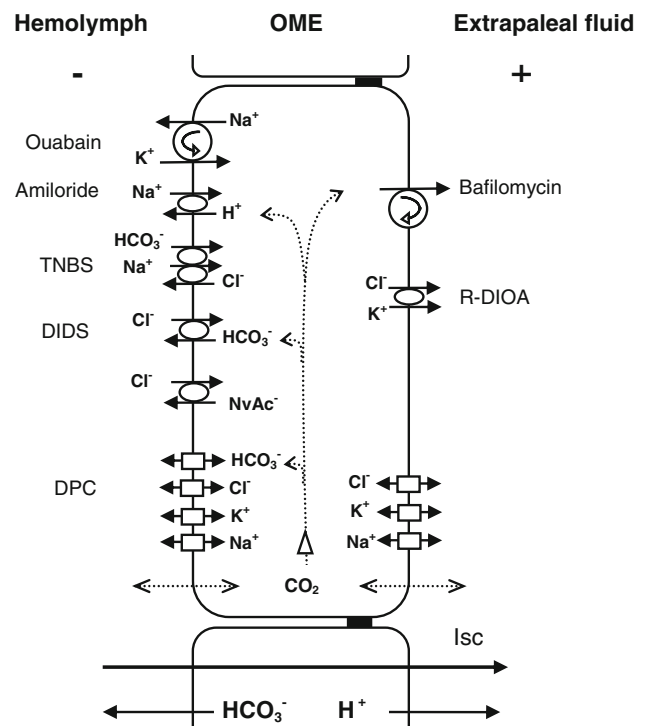 Hemolymph OME Extrapaleal fluid
- +
Na⁺
Ouabain
K⁺
Amiloride Na⁺ Bafilomycin
H⁺
HCO₃⁻
TNBS Na⁺
Cl⁻ Cl⁻ R-DIOA
K⁺
Cl⁻
DIDS HCO₃⁻
Cl⁻
NvAc⁻
HCO₃⁻
DPC Cl⁻ Cl⁻
K⁺ K⁺
Na⁺ Na⁺
CO₂
Isc
HCO₃⁻ H⁺